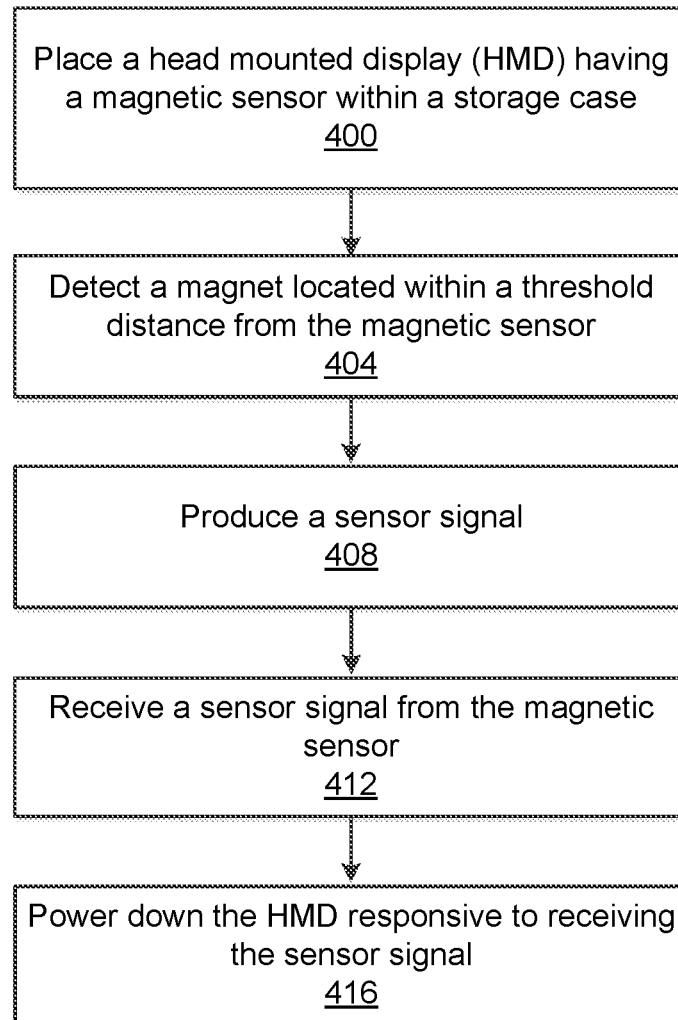 Place a head mounted display (HMD) having
a magnetic sensor within a storage case
400
Detect a magnet located within a threshold
distance from the magnetic sensor
404
Produce a sensor signal
408
Receive a sensor signal from the magnetic
sensor
412
Power down the HMD responsive to receiving
the sensor signal
416